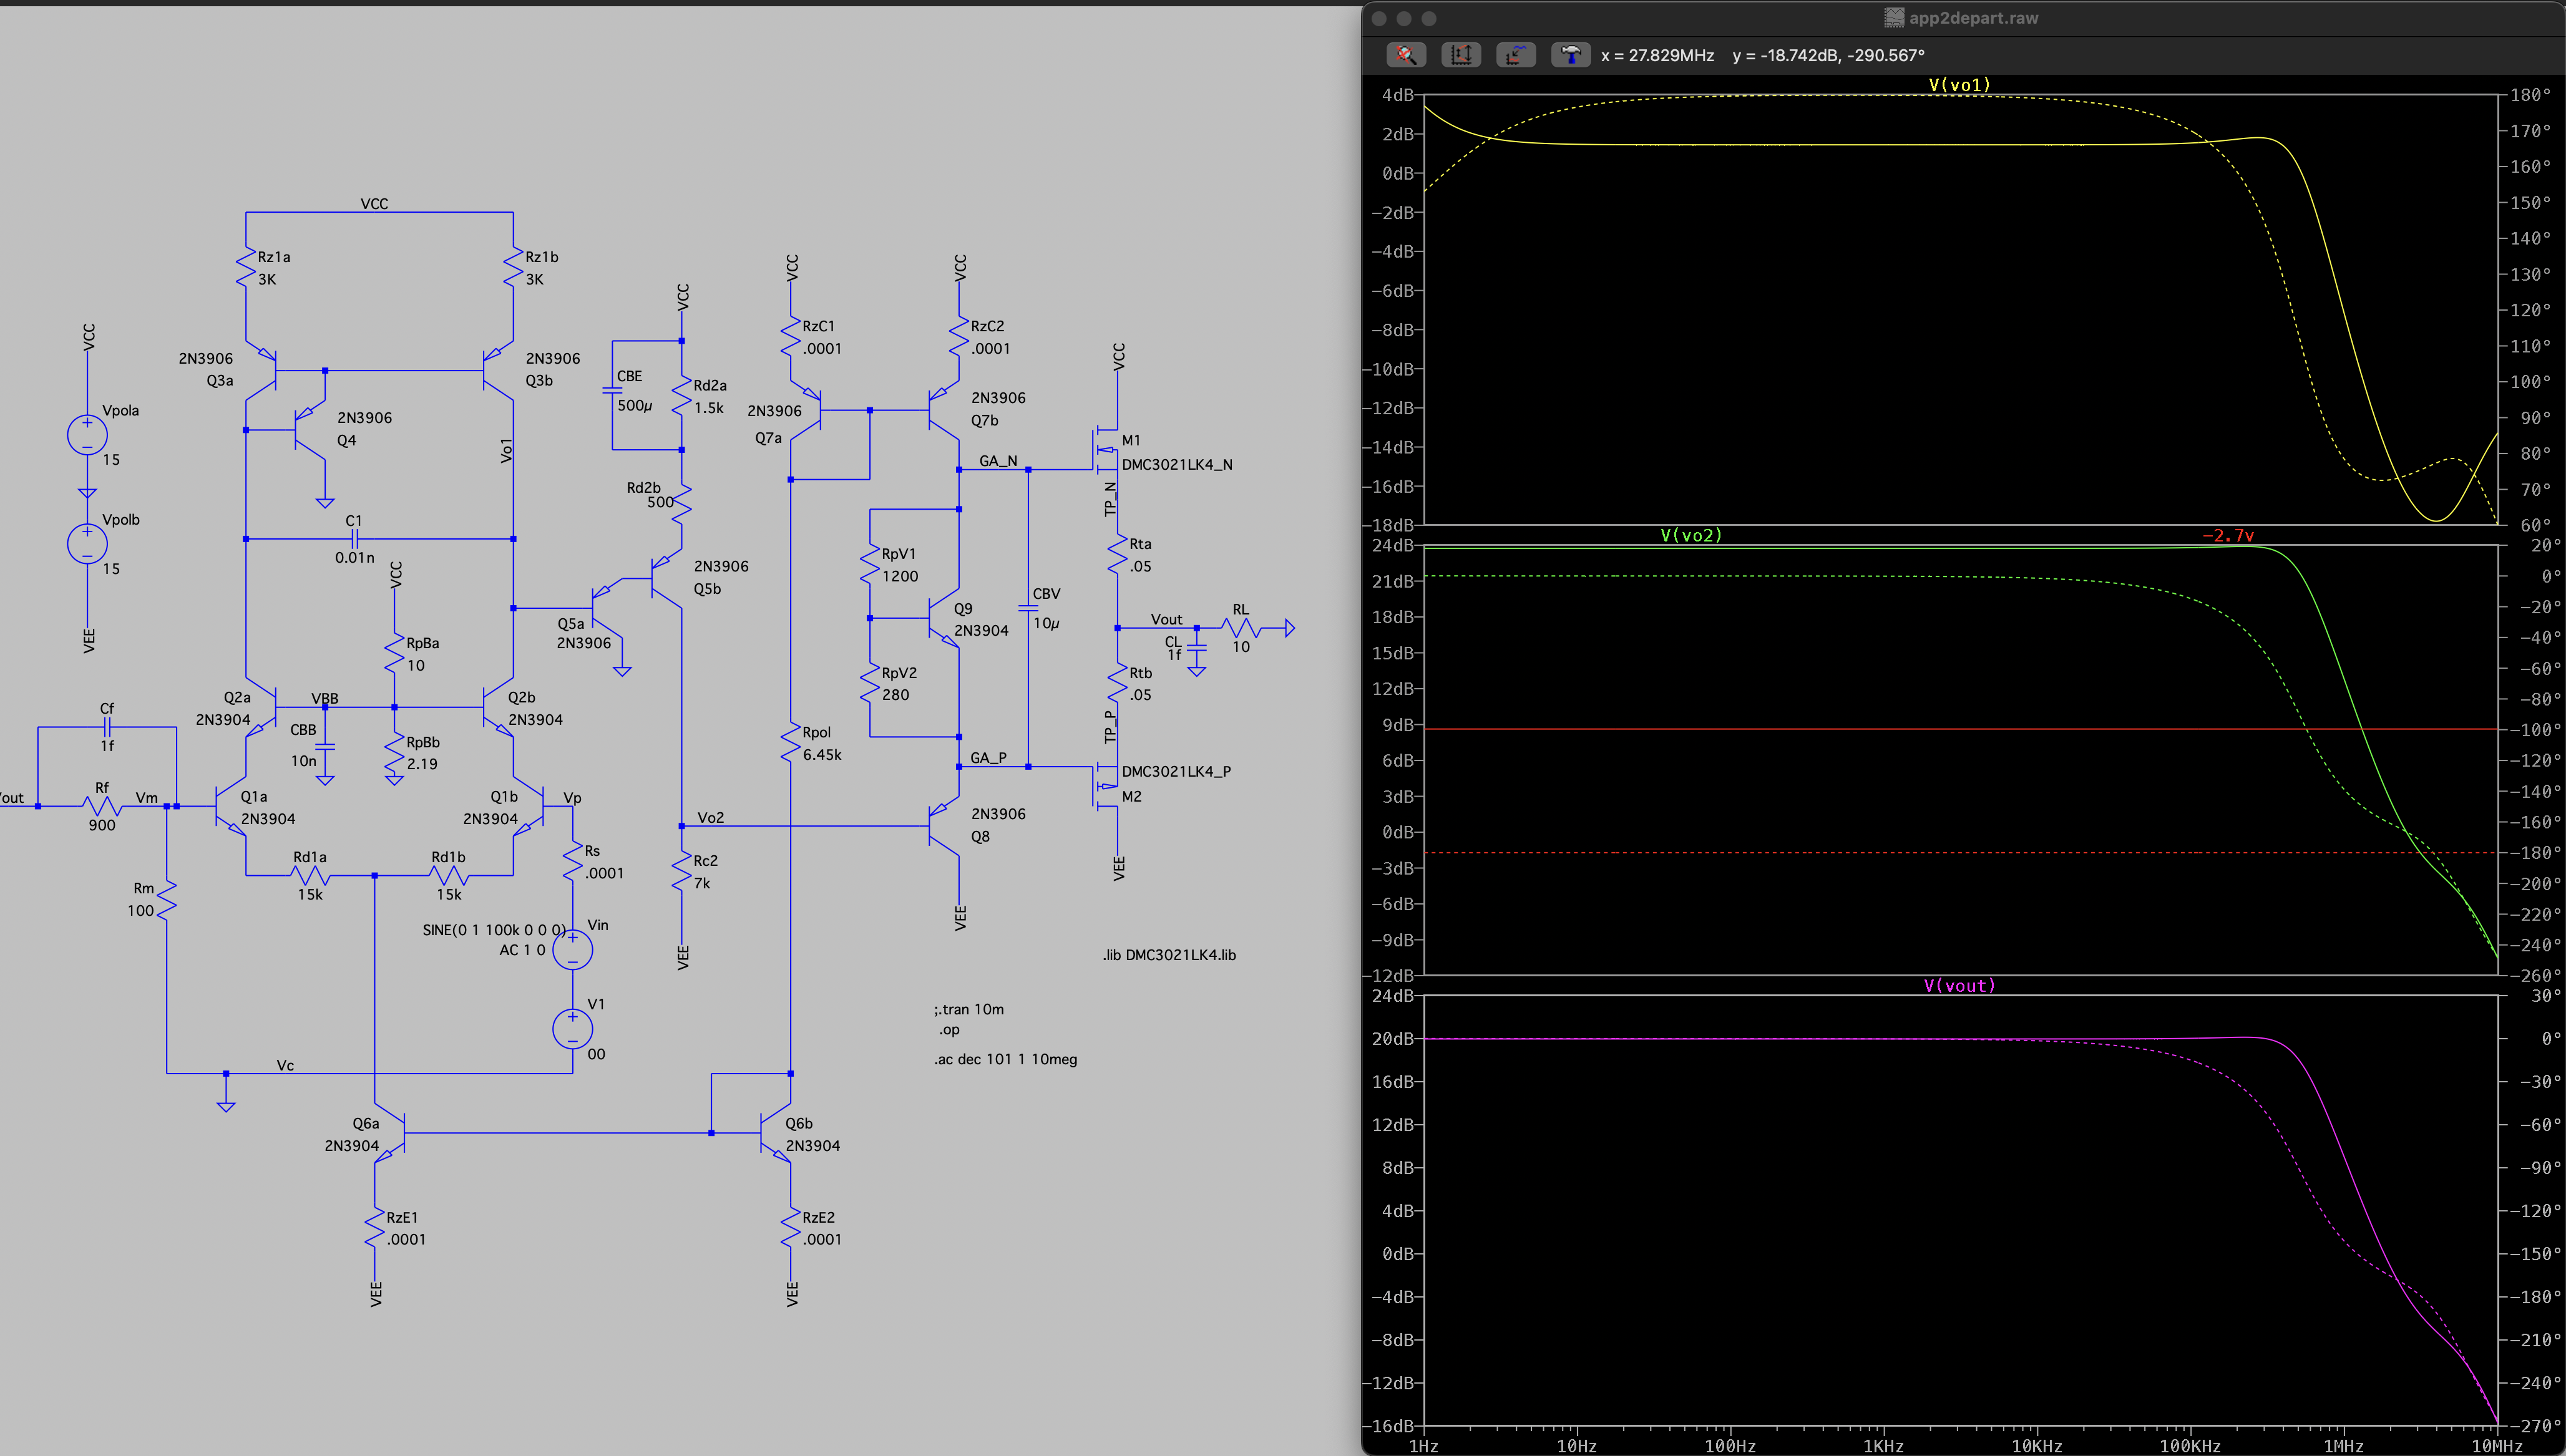 VCC
Rz1a
3K
Rz1b
3K
2N3906
Q3a
2N3906
Q3b
2N3906
Q4
VCC
Vpola
15
Vpolb
15
VEE
Vo1
C1
0.01n
VCC
RpBa
10
Q2a
2N3904
VBB
CBB
10n
RpBb
2.19
Q2b
2N3904
Cf
1f
Rf
900
Vm
Q1a
2N3904
Q1b
2N3904
Vp
Rd1a
15k
Rd1b
15k
Rs
.0001
Rm
100
SINE(0 1 100k 0 0 0)
AC 1 0
Vin
V1
00
Vc
Q6a
2N3904
RzE1
.0001
VEE
VCC
CBE
500µ
Rd2a
1.5k
Rd2b
500
2N3906
Q5b
Q5a
2N3906
Vo2
Rc2
7k
VEE
VCC
RzC1
.0001
2N3906
Q7a
VCC
RzC2
.0001
2N3906
Q7b
GA_N
RpV1
1200
RpV2
280
Q9
2N3904
CBV
10µ
Rpol
6.45k
GA_P
2N3906
Q8
VEE
VCC
M1
DMC3021LK4_N
TP_N
Rta
.05
Vout
CL
1f
RL
10
Rtb
.05
TP_P
DMC3021LK4_P
M2
VEE
Q6b
2N3904
RzE2
.0001
VEE
.lib DMC3021LK4.lib
;.tran 10m
.op
.ac dec 101 1 10meg
app2depart.raw
x = 27.829MHz y = -18.742dB, -290.567°
V(vo1)
4dB
2dB
0dB
-2dB
-4dB
-6dB
-8dB
-10dB
-12dB
-14dB
-16dB
-18dB
180°
170°
160°
150°
140°
130°
120°
110°
100°
90°
80°
70°
60°
V(vo2)
-2.7v
24dB
21dB
18dB
15dB
12dB
9dB
6dB
3dB
0dB
-3dB
-6dB
-9dB
-12dB
20°
0°
-20°
-40°
-60°
-80°
-100°
-120°
-140°
-160°
-180°
-200°
-220°
-240°
-260°
V(vout)
24dB
20dB
16dB
12dB
8dB
4dB
0dB
-4dB
-8dB
-12dB
-16dB
30°
0°
-30°
-60°
-90°
-120°
-150°
-180°
-210°
-240°
-270°
1Hz
10Hz
100Hz
1KHz
10KHz
100KHz
1MHz
10MHz